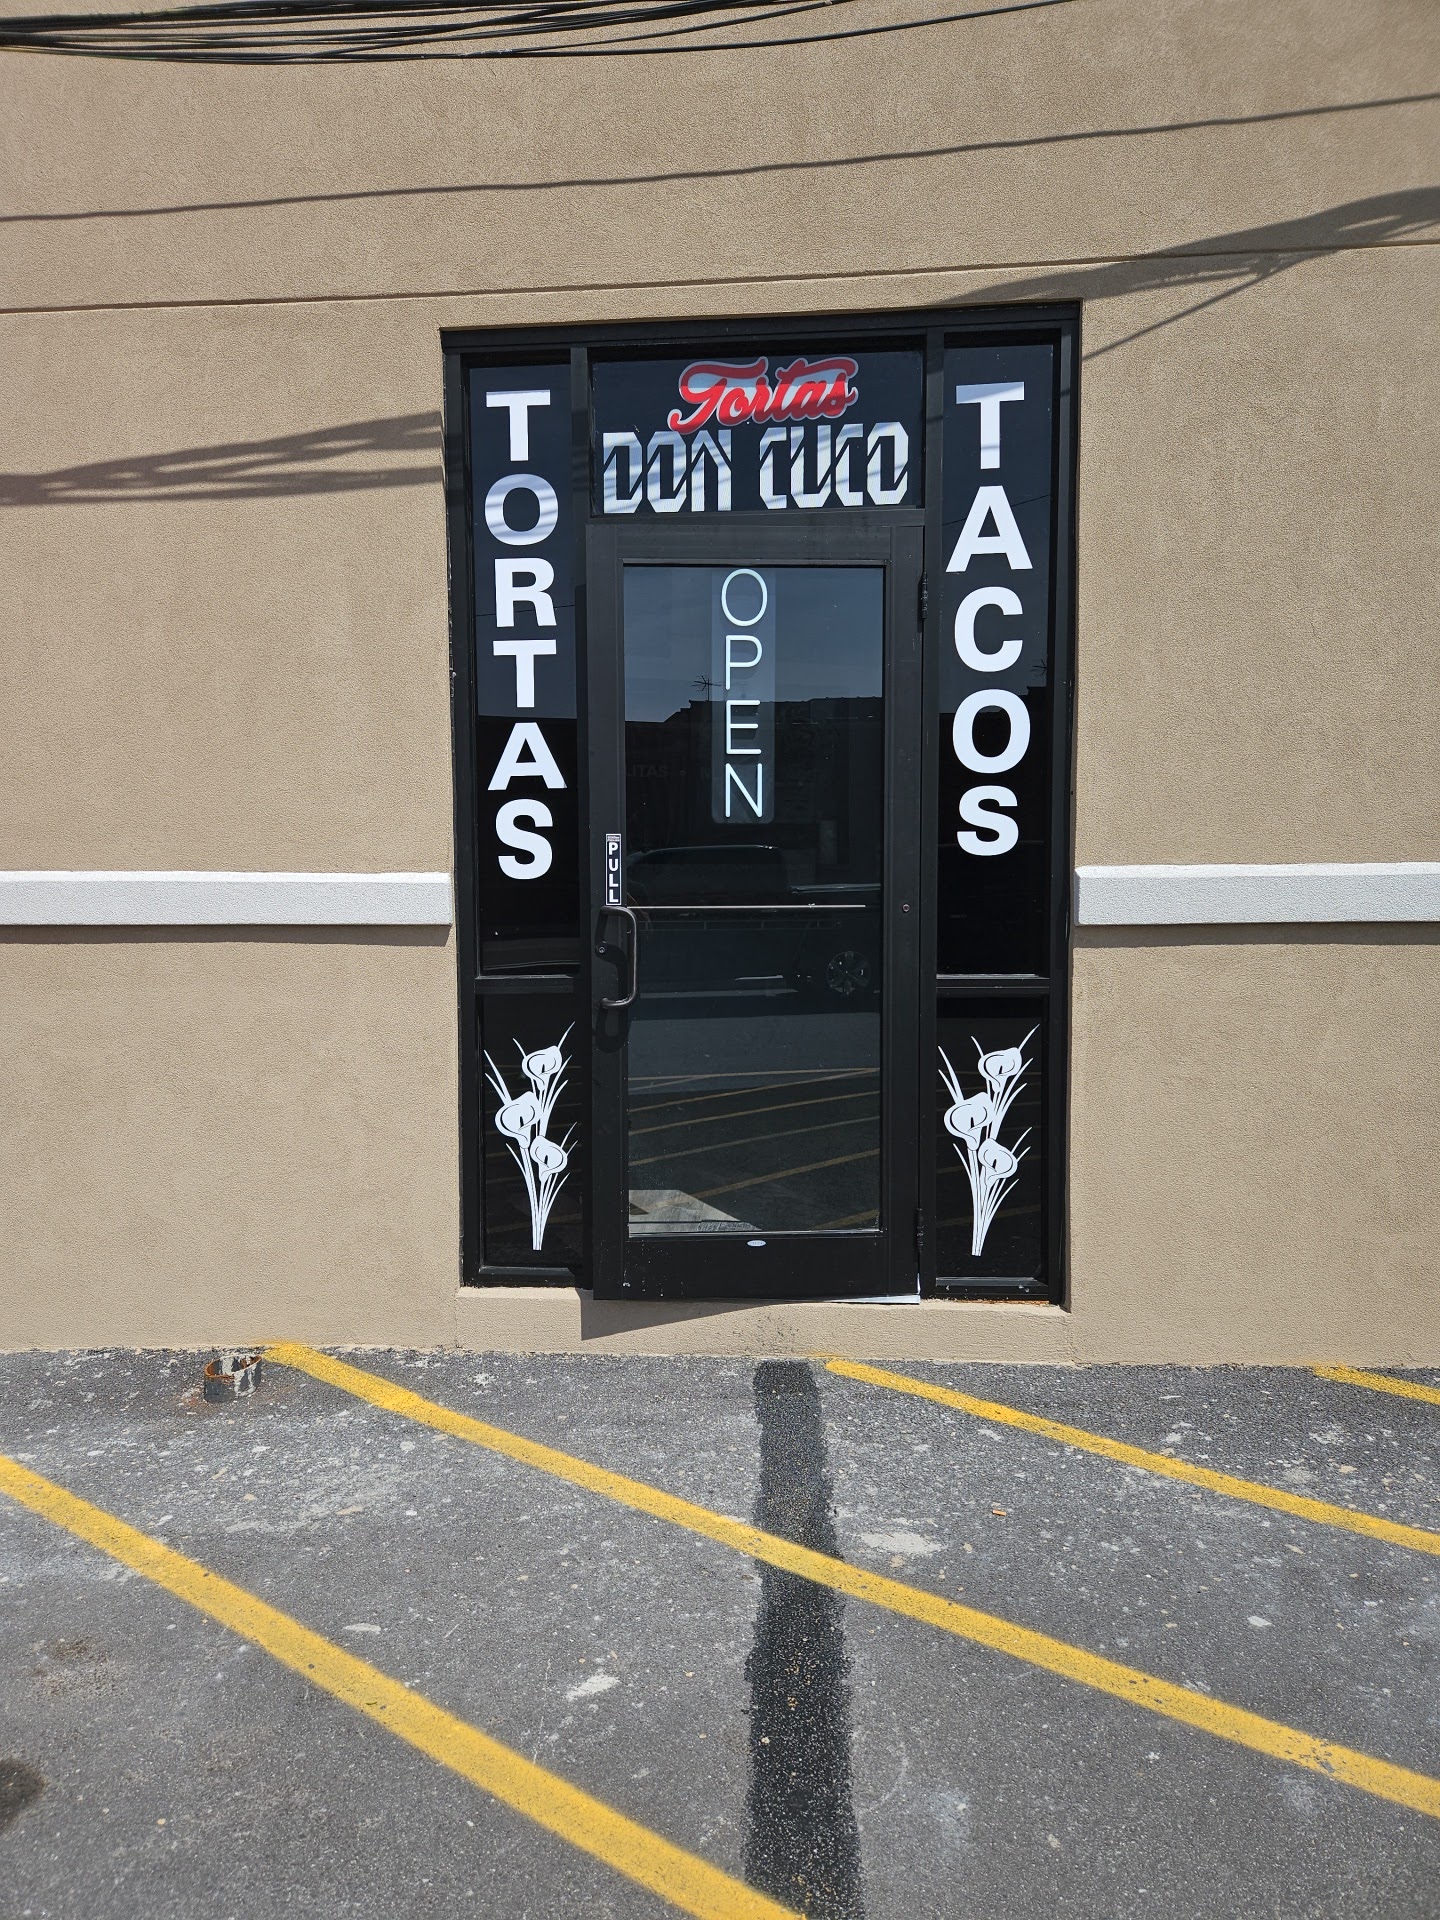 Tortas
DON CUCO
TORTAS
TACOS
OPEN
PULL